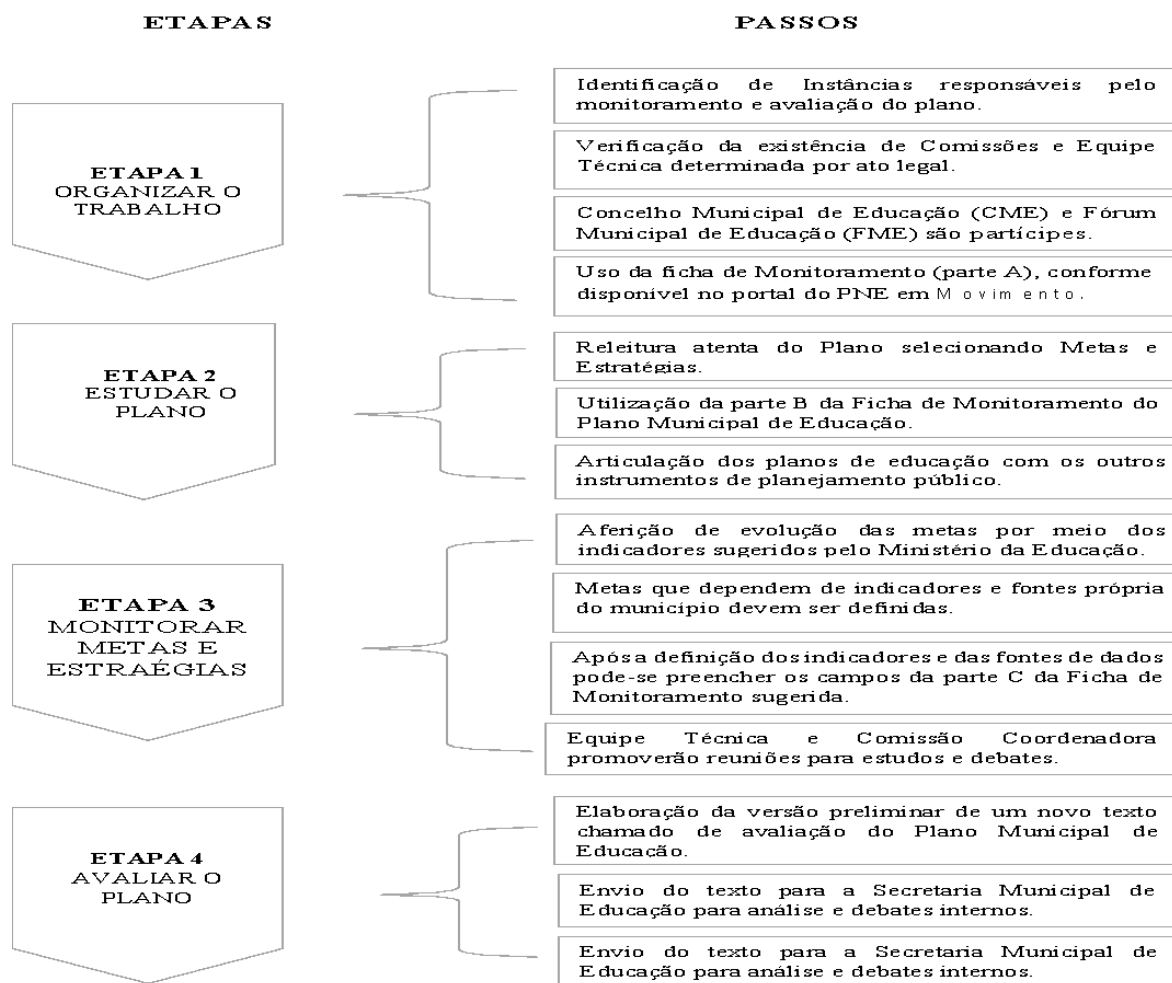 ETAPAS
PASSOS
ETAPA 1
ORGANIZAR O
TRABALHO
Identificação de Instâncias responsáveis pelo
monitoramento e avaliação do plano.
Verificação da existência de Comissões e Equipe
Técnica determinada por ato legal.
Concelho Municipal de Educação (CME) e Fórum
Municipal de Educação (FME) são partícipes.
Uso da ficha de Monitoramento (parte A), conforme
disponível no portal do PNE em Movimento.
ETAPA 2
ESTUDAR O
PLANO
Releitura atenta do Plano selecionando Metas e
Estratégias.
Utilização da parte B da Ficha de Monitoramento do
Plano Municipal de Educação.
Articulação dos planos de educação com os outros
instrumentos de planejamento público.
ETAPA 3
MONITORAR
METAS E
ESTRAÉGIAS
Aferição de evolução das metas por meio dos
indicadores sugeridos pelo Ministério da Educação.
Metas que dependem de indicadores e fontes própria
do município devem ser definidas.
Após a definição dos indicadores e das fontes de dados
pode-se preencher os campos da parte C da Ficha de
Monitoramento sugerida.
Equipe Técnica e Comissão Coordenadora
promoverão reuniões para estudos e debates.
ETAPA 4
AVALIAR O
PLANO
Elaboração da versão preliminar de um novo texto
chamado de avaliação do Plano Municipal de
Educação.
Envio do texto para a Secretaria Municipal de
Educação para análise e debates internos.
Envio do texto para a Secretaria Municipal de
Educação para análise e debates internos.